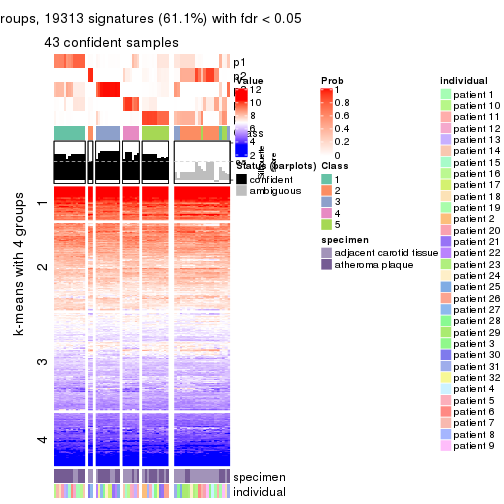 roups, 19313 signatures (61.1%) with fdr < 0.05
43 confident samples
p1
p2
Class
Silhouette score
k-means with 4 groups
1
2
3
4
specimen
individual
Value
12
10
8
6
4
2
Status (barplots)
confident
ambiguous
Prob
1
0.8
0.6
0.4
0.2
0
Class
1
2
3
4
5
specimen
adjacent carotid tissue
atheroma plaque
individual
patient 1
patient 10
patient 11
patient 12
patient 13
patient 14
patient 15
patient 16
patient 17
patient 18
patient 19
patient 2
patient 20
patient 21
patient 22
patient 23
patient 24
patient 25
patient 26
patient 27
patient 28
patient 29
patient 3
patient 30
patient 31
patient 32
patient 4
patient 5
patient 6
patient 7
patient 8
patient 9